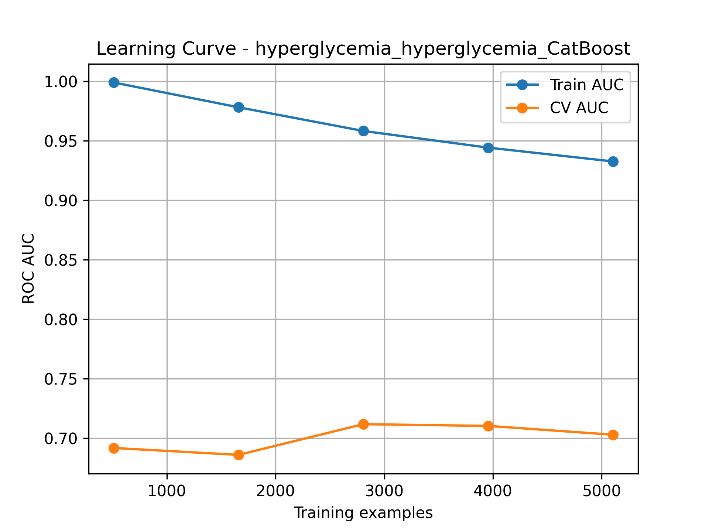 Learning Curve - hyperglycemia_hyperglycemia_CatBoost
1.00
0.95
0.90
0.85
0.80
0.75
0.70
ROC AUC
Train AUC
CV AUC
1000
2000
3000
4000
5000
Training examples